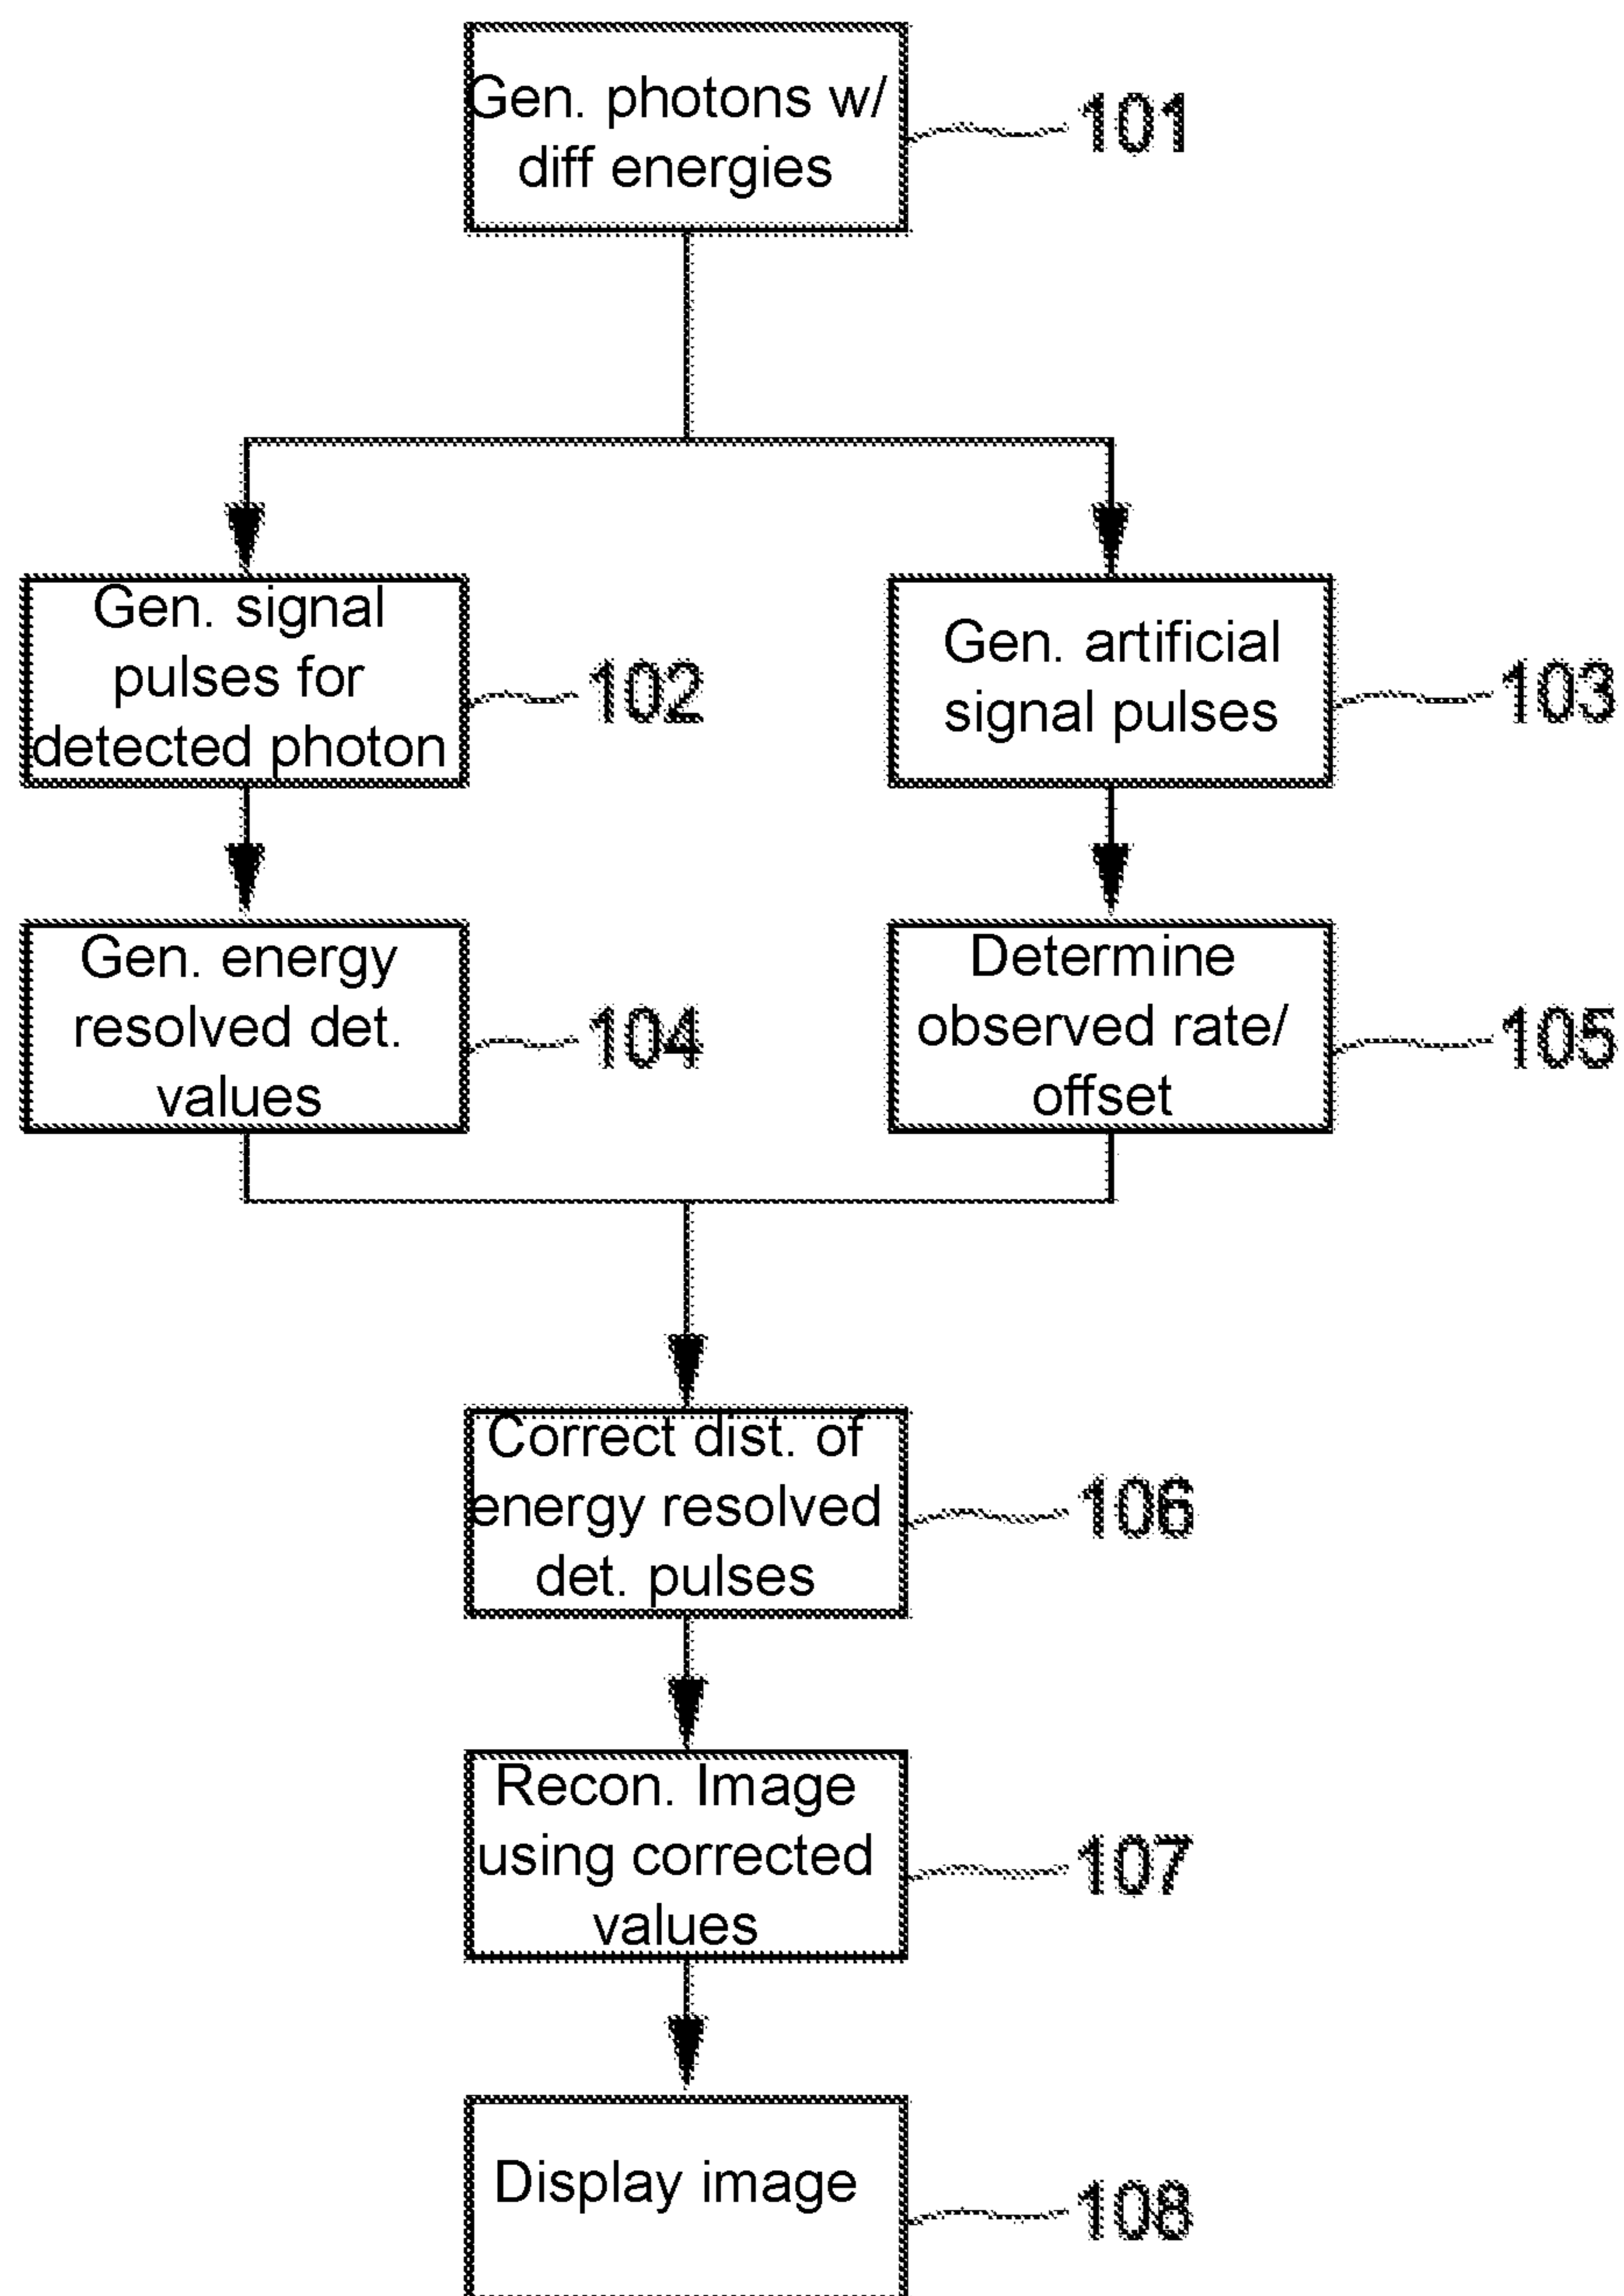 Gen. photons w/
diff energies
101
Gen. signal
pulses for
detected photon
102
Gen. artificial
signal pulses
103
Gen. energy
resolved det.
values
104
Determine
observed rate/
offset
105
Correct dist. of
energy resolved
det. pulses
106
Recon. Image
using corrected
values
107
Display image
108